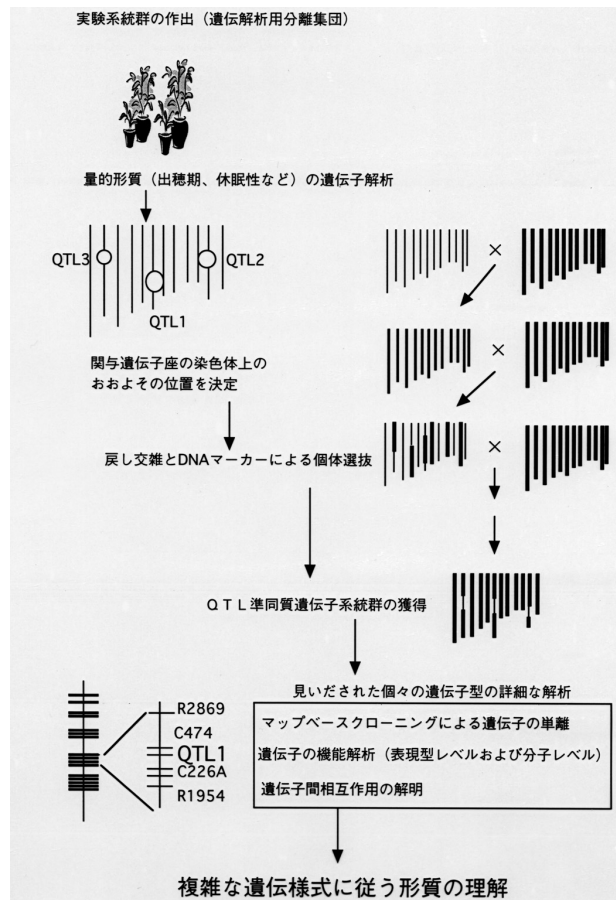 実験系統群の作出（遺伝解析用分離集団）
量的形質（出穂期、休眠性など）の遺伝子解析
QTL3
QTL2
QTL1
×
×
×
関与遺伝子座の染色体上の
おおよその位置を決定
戻し交雑とDNAマーカーによる個体選抜
ＱＴＬ準同質遺伝子系統群の獲得
見いだされた個々の遺伝子型の詳細な解析
マップベースクローニングによる遺伝子の単離
遺伝子の機能解析（表現型レベルおよび分子レベル）
遺伝子間相互作用の解明
R2869
C474
QTL1
C226A
R1954
複雑な遺伝様式に従う形質の理解